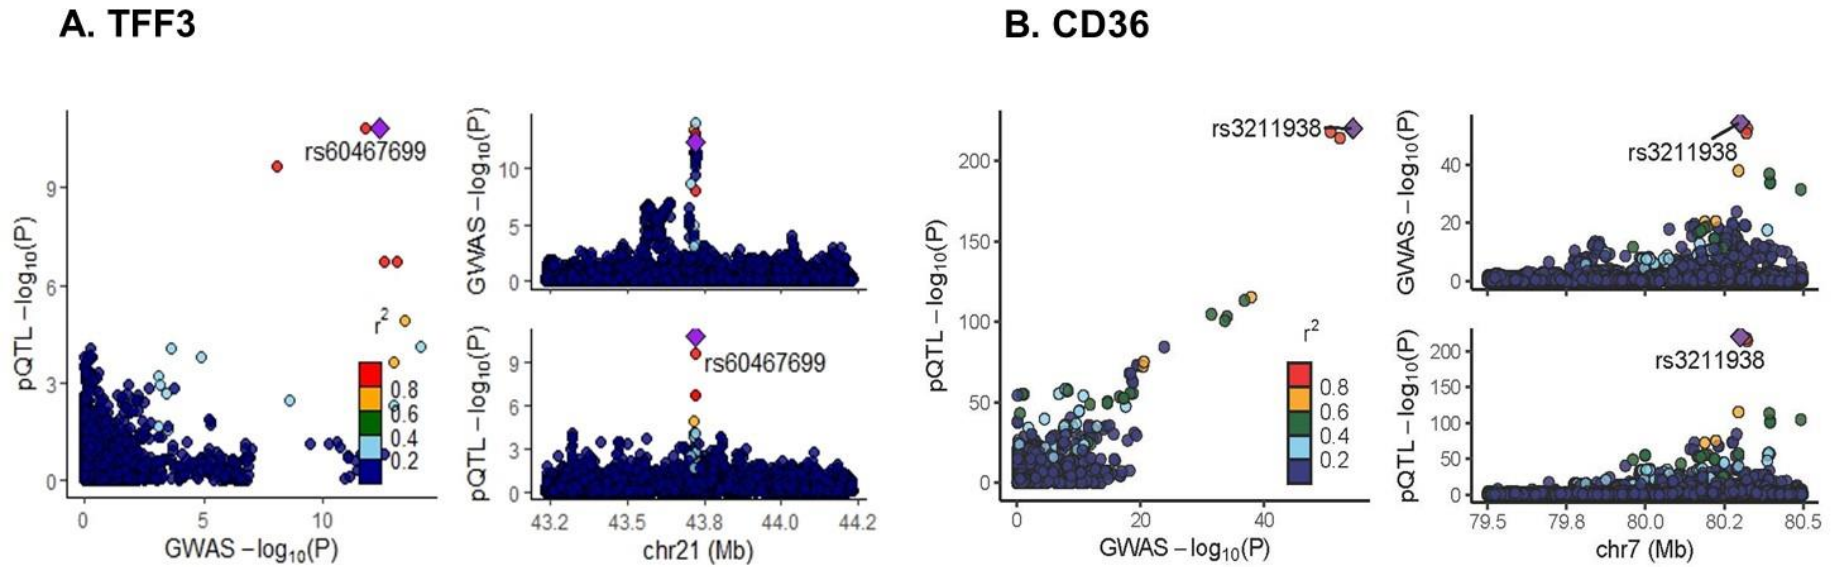 A. TFF3
B. CD36
pQTL −log10(P)
9
6
3
0
0
5
10
GWAS −log10(P)
rs60467699
r2
0.8
0.6
0.4
0.2
GWAS −log10(P)
10
5
0
pQTL −log10(P)
9
6
3
0
rs60467699
43.2
43.5
43.8
44.0
44.2
chr21 (Mb)
pQTL −log10(P)
200
150
100
50
0
0
20
40
GWAS −log10(P)
rs3211938
r2
0.8
0.6
0.4
0.2
GWAS −log10(P)
40
20
0
rs3211938
pQTL −log10(P)
200
150
100
50
0
rs3211938
79.5
79.8
80.0
80.2
80.5
chr7 (Mb)